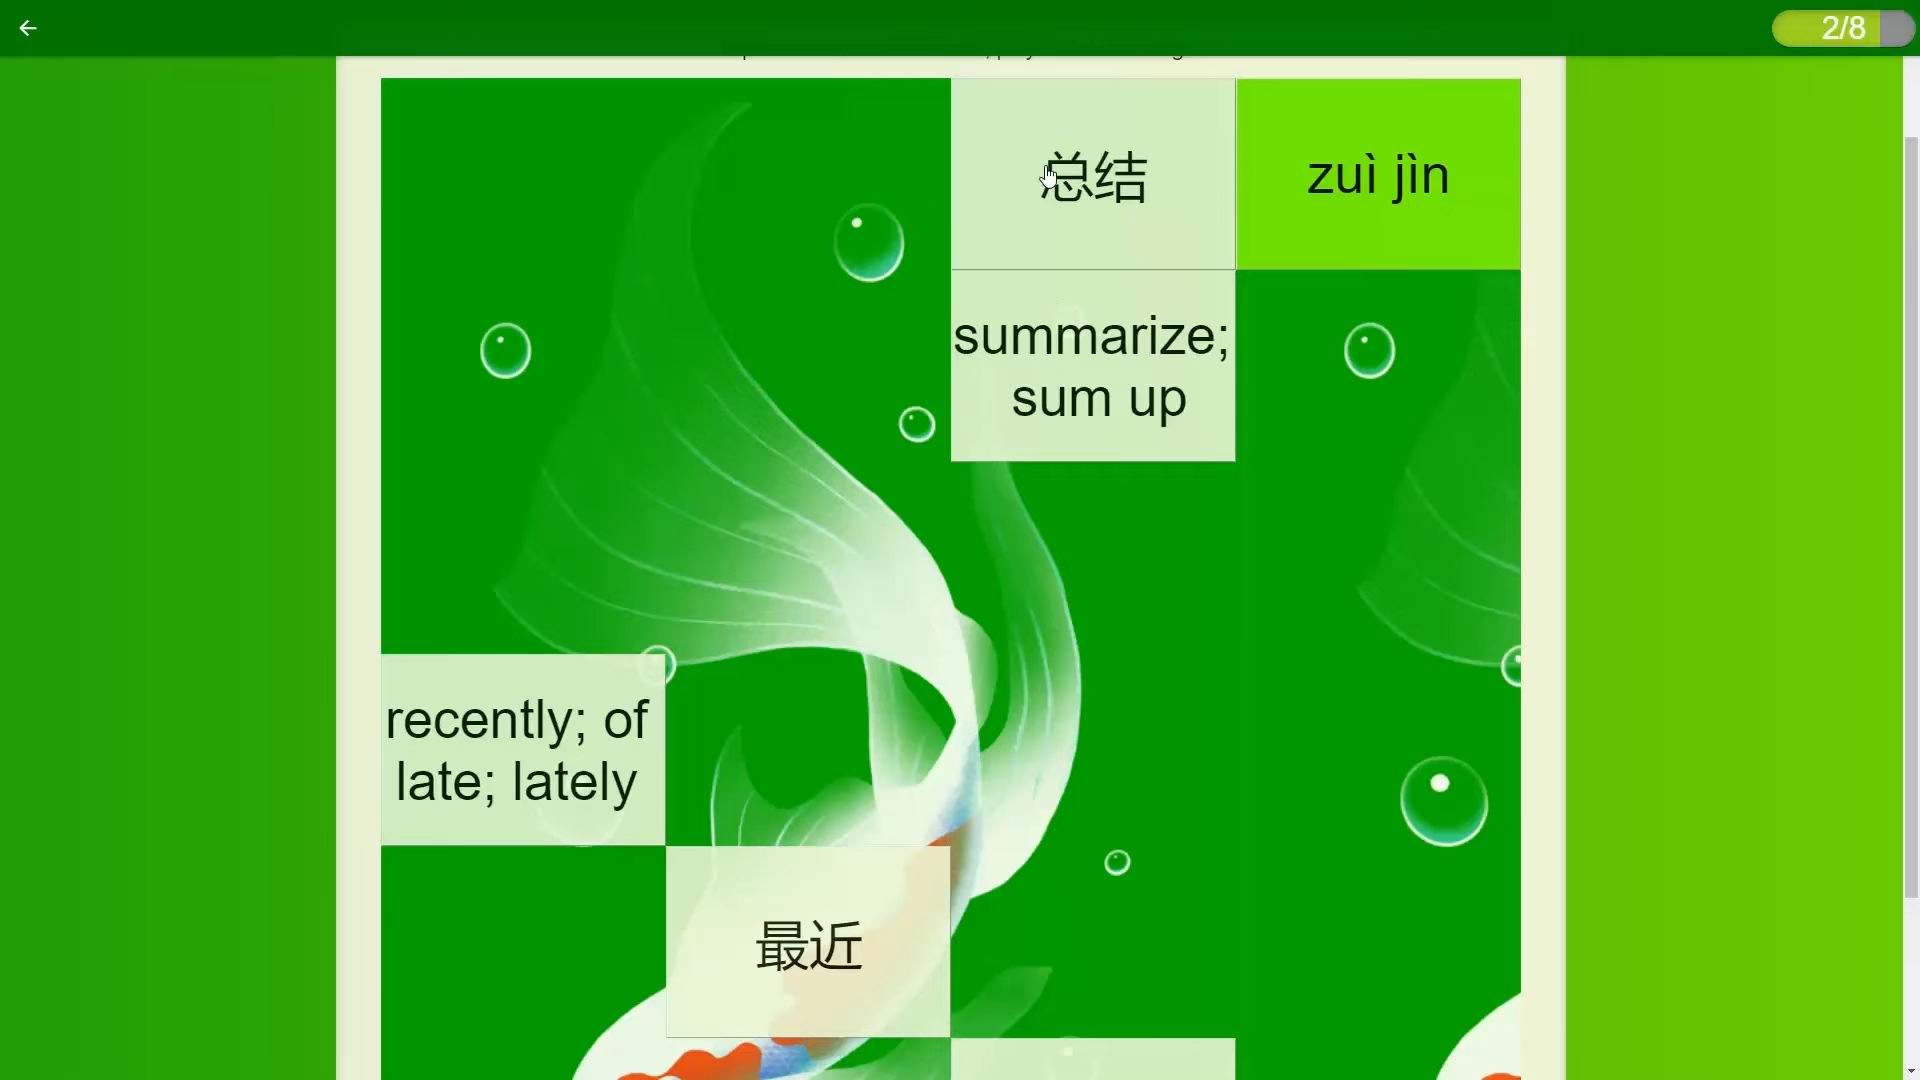 2/8
总结
zuì jìn
summarize;
sum up
recently; of
late; lately
最近